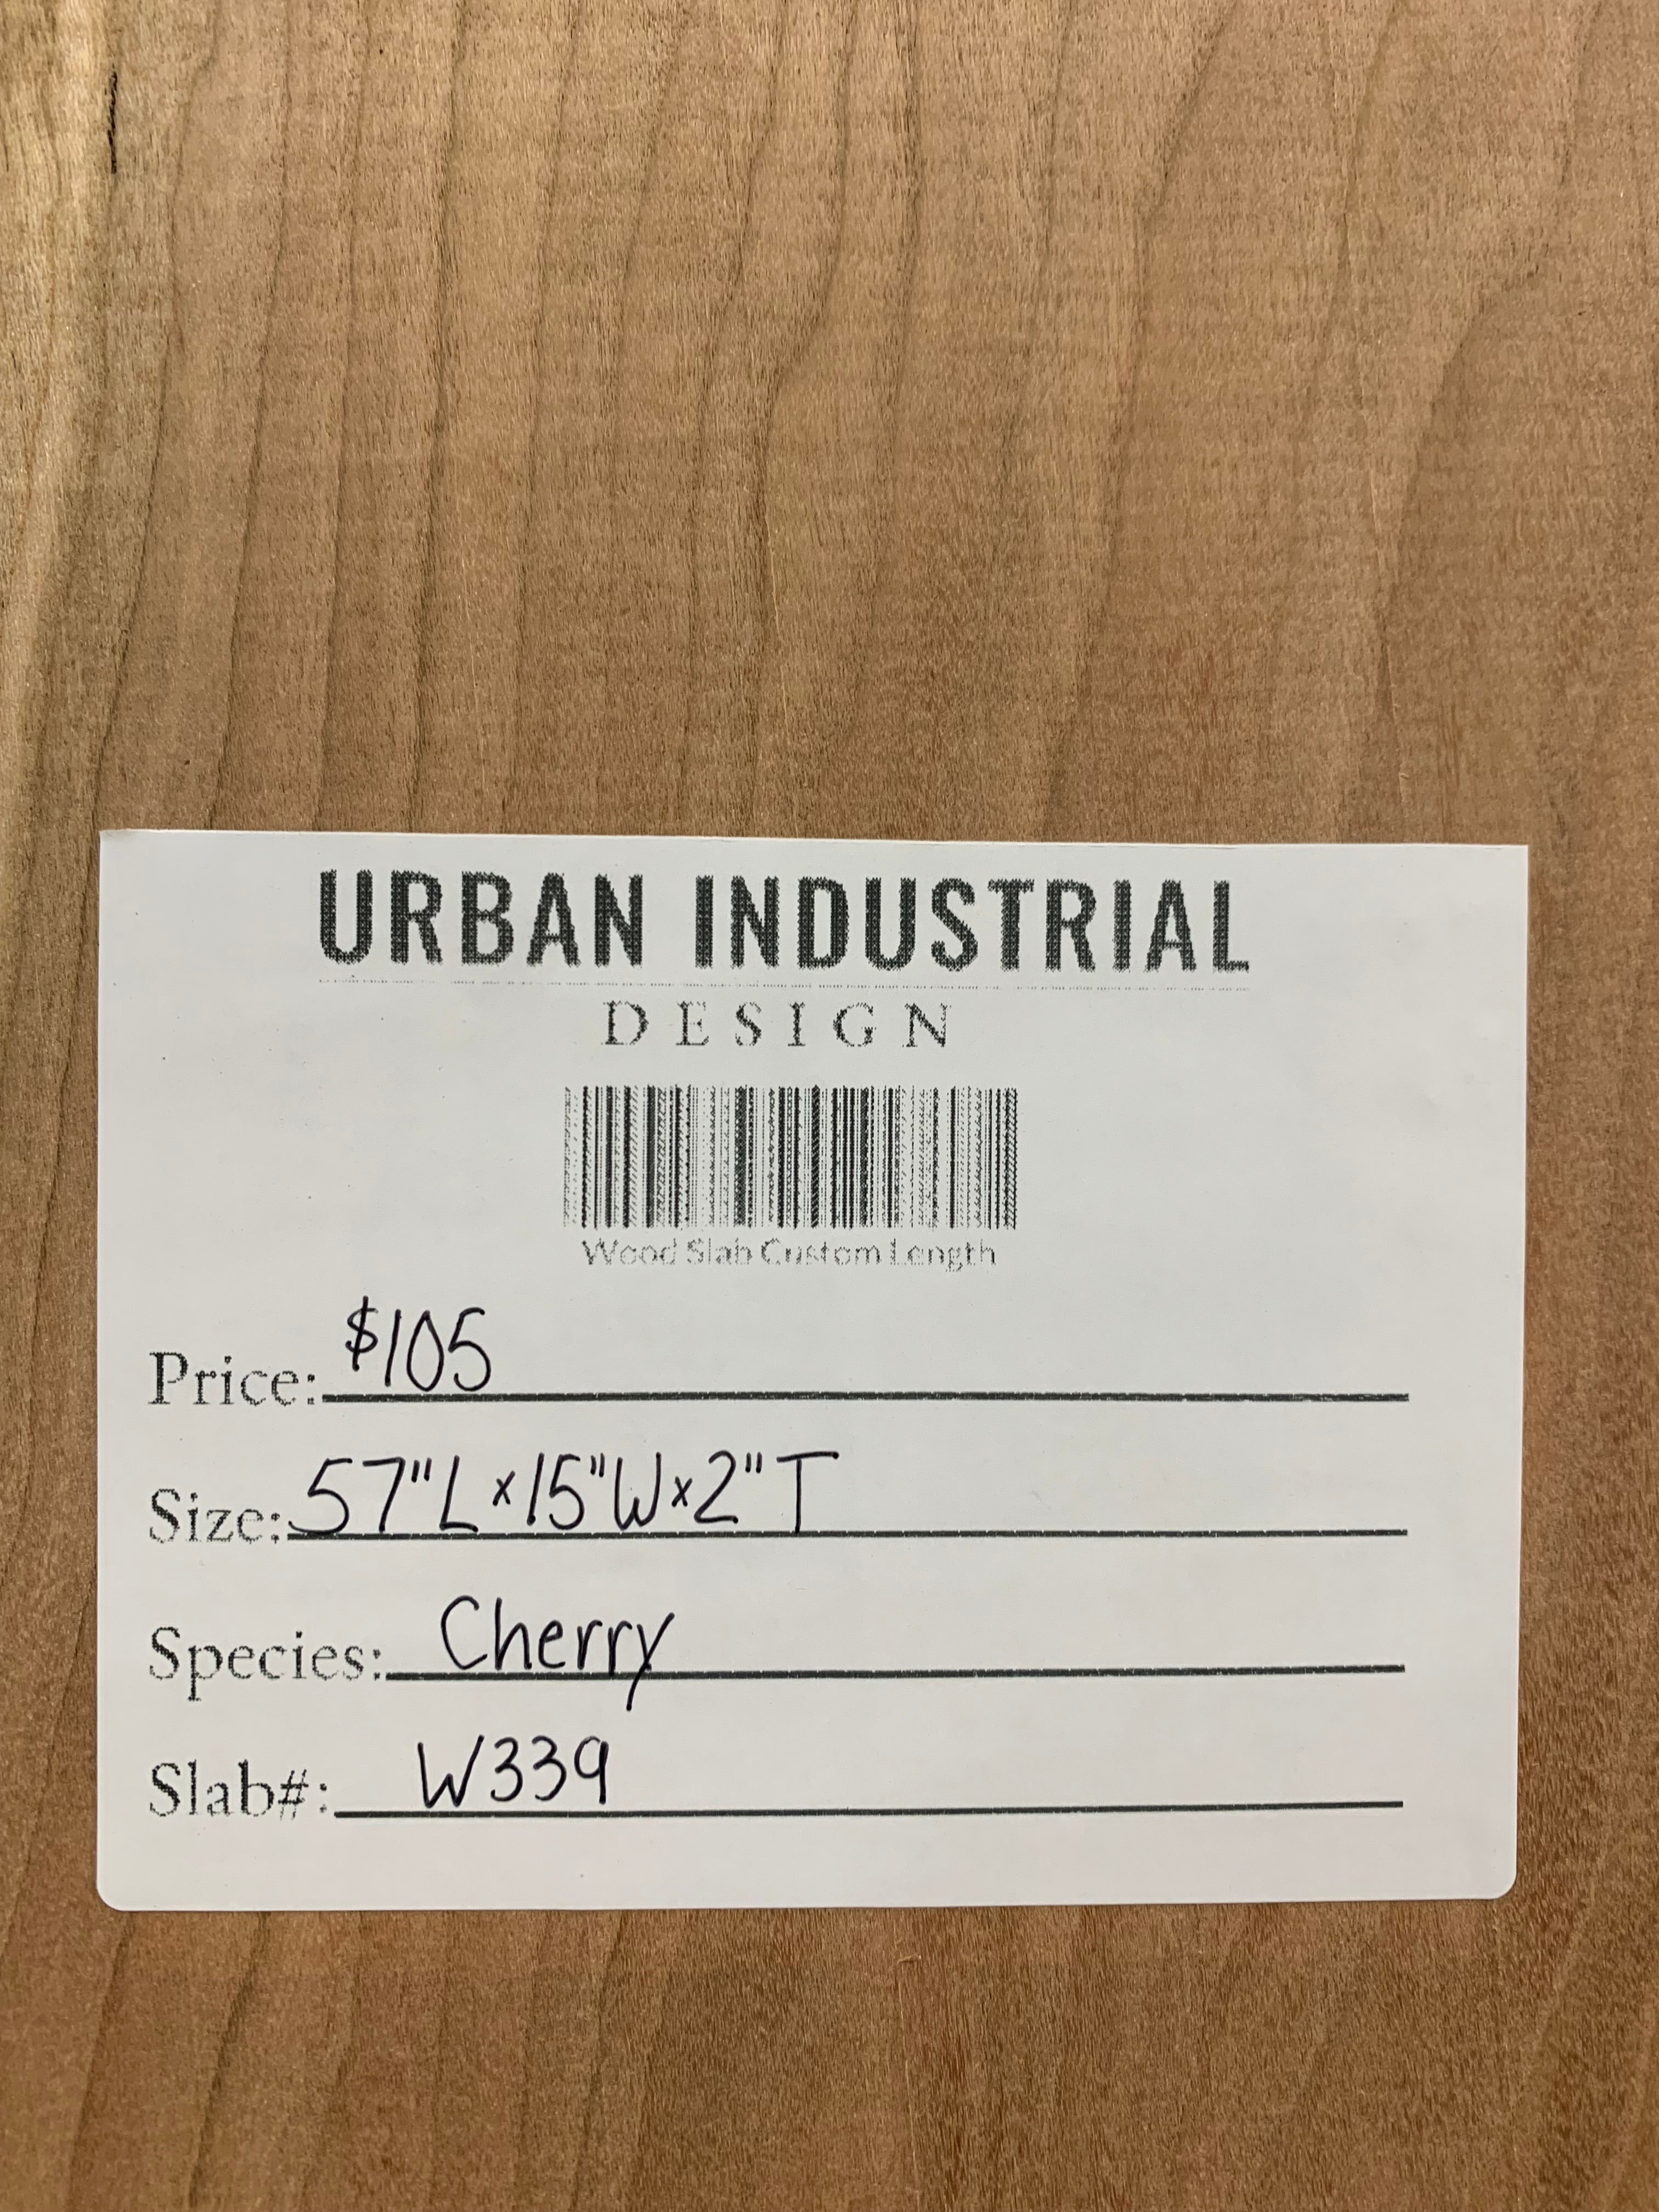 URBAN INDUSTRIAL
DESIGN
Wood Slab Custom Length
Price: $105
Size: 57"L x 15"W x 2" T
Species: Cherry
Slab#: W339